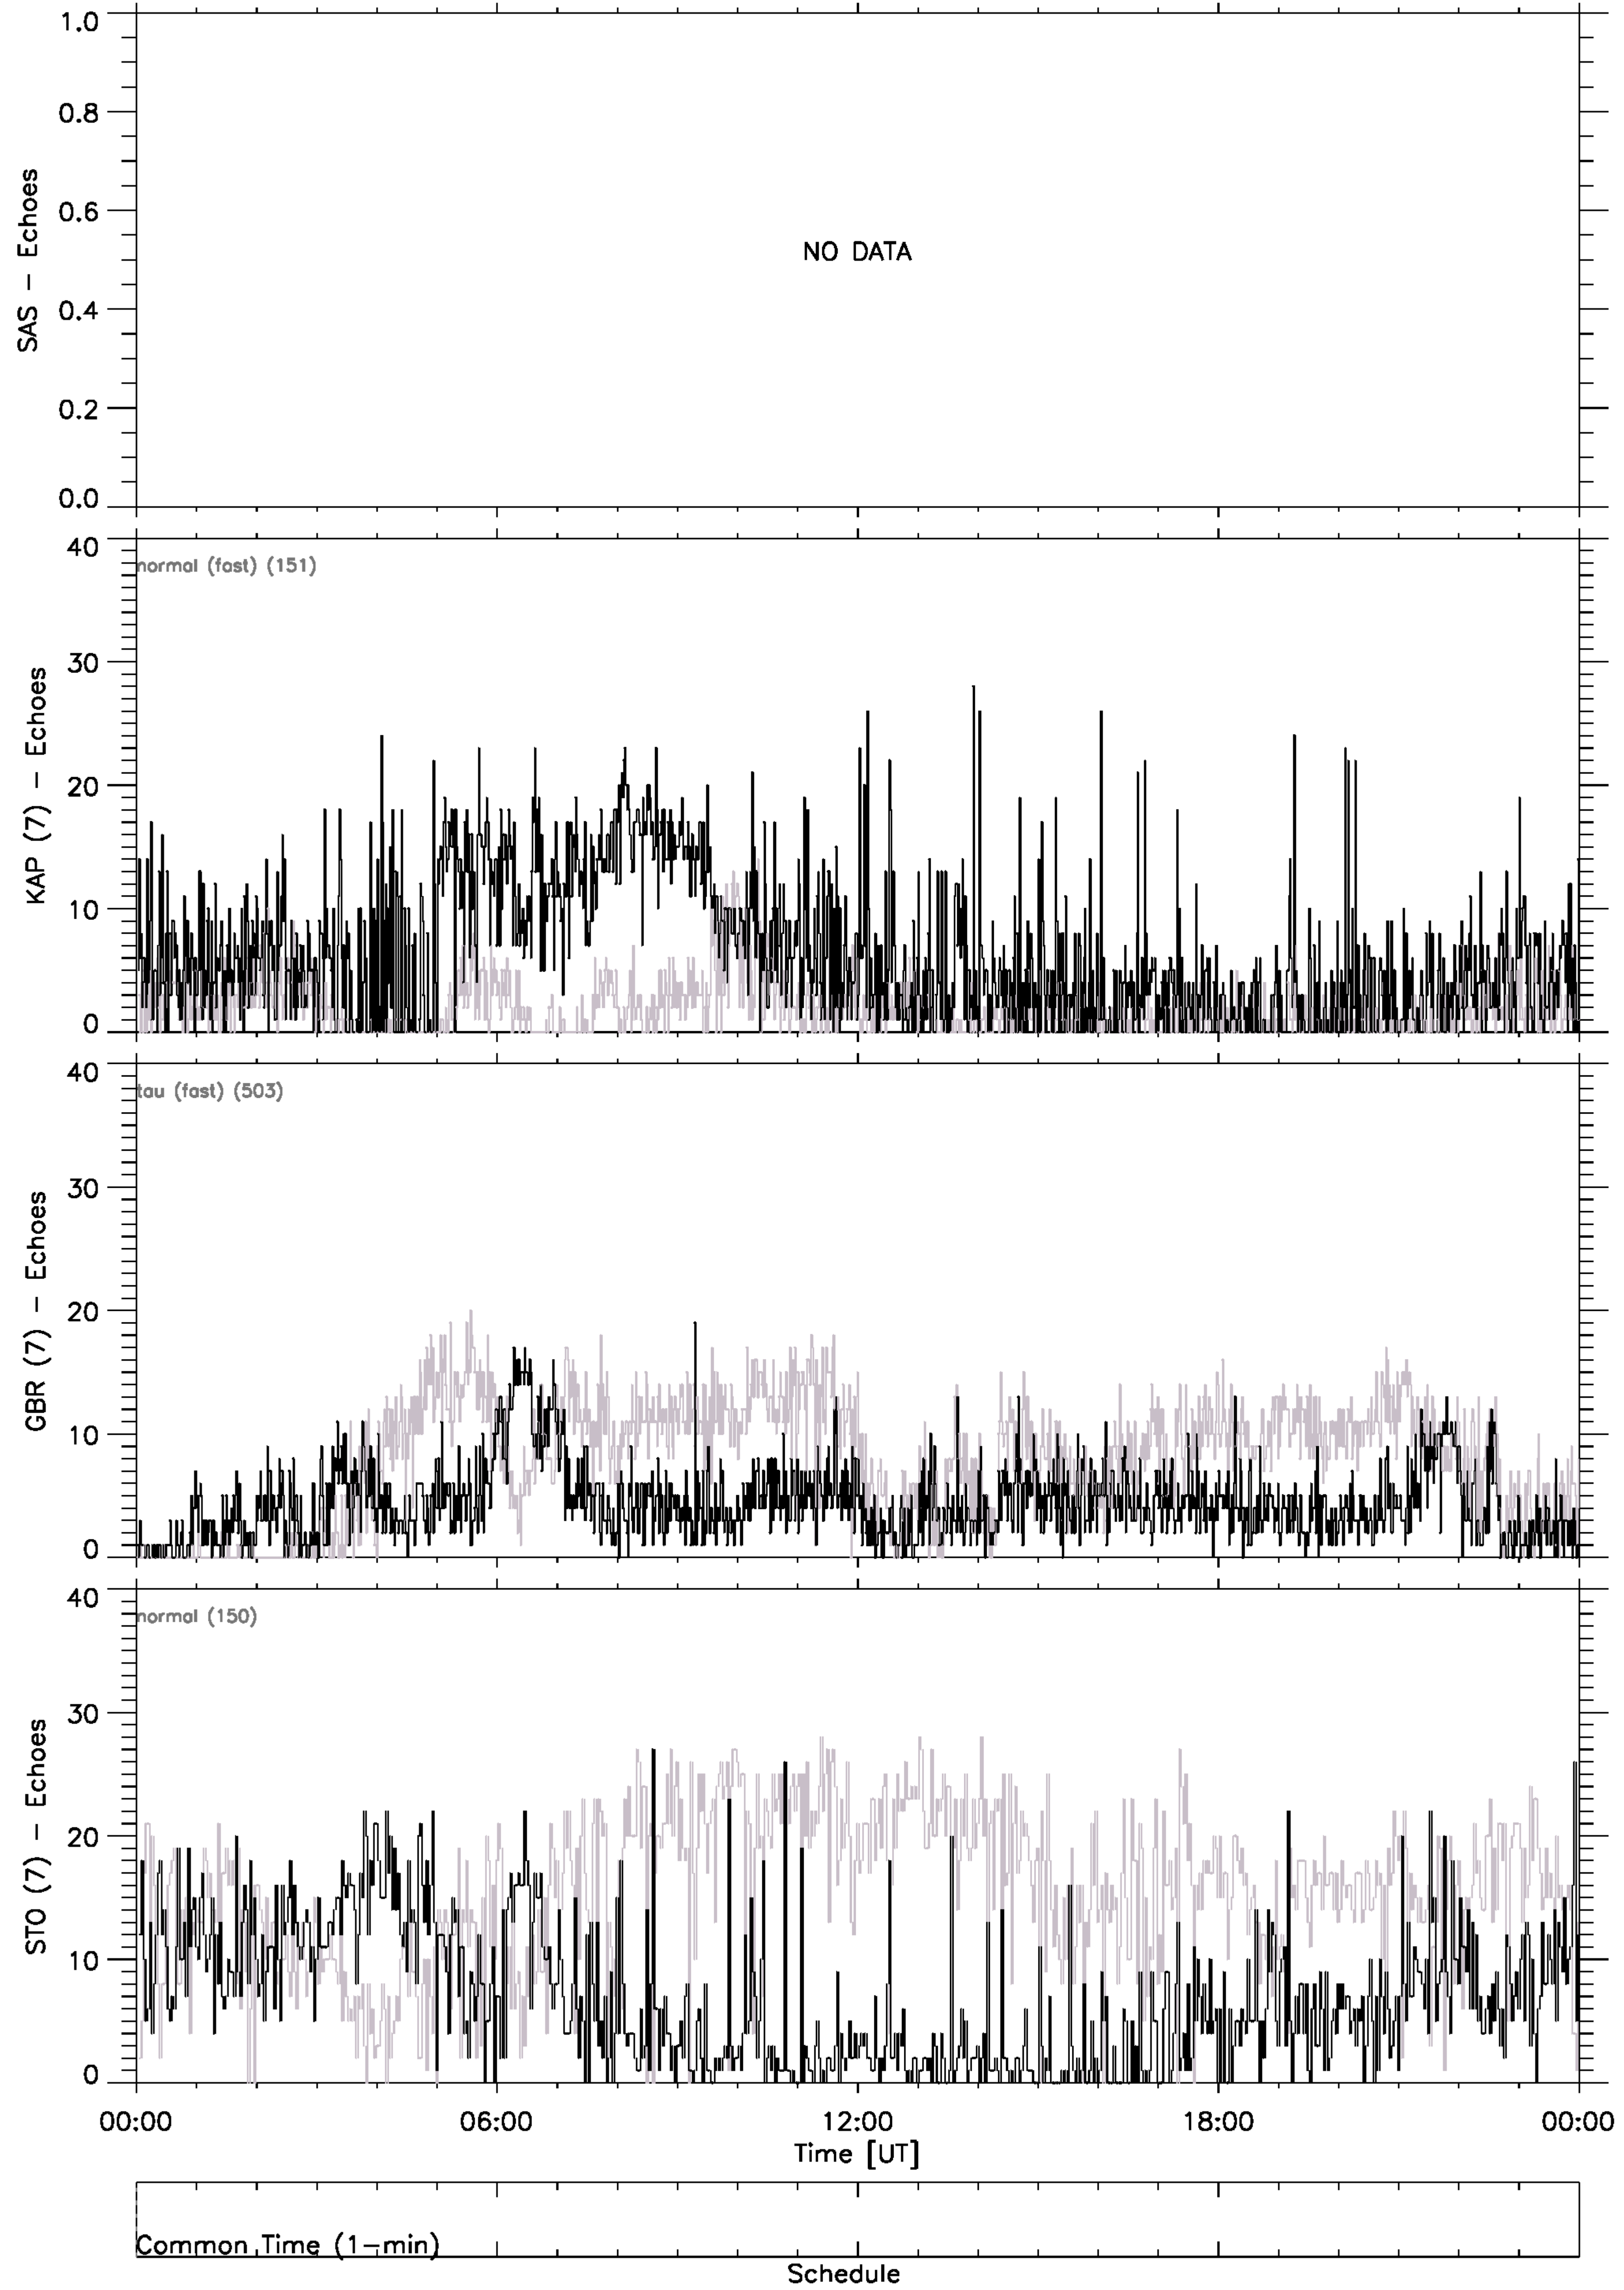 SAS – Echoes
1.0
0.8
0.6
0.4
0.2
0.0
NO DATA
KAP (7) – Echoes
40
30
20
10
0
normal (fast) (151)
GBR (7) – Echoes
40
30
20
10
0
tau (fast) (503)
STO (7) – Echoes
40
30
20
10
0
normal (150)
00:00 06:00 12:00 18:00 00:00
Time [UT]
Common Time (1–min)
Schedule